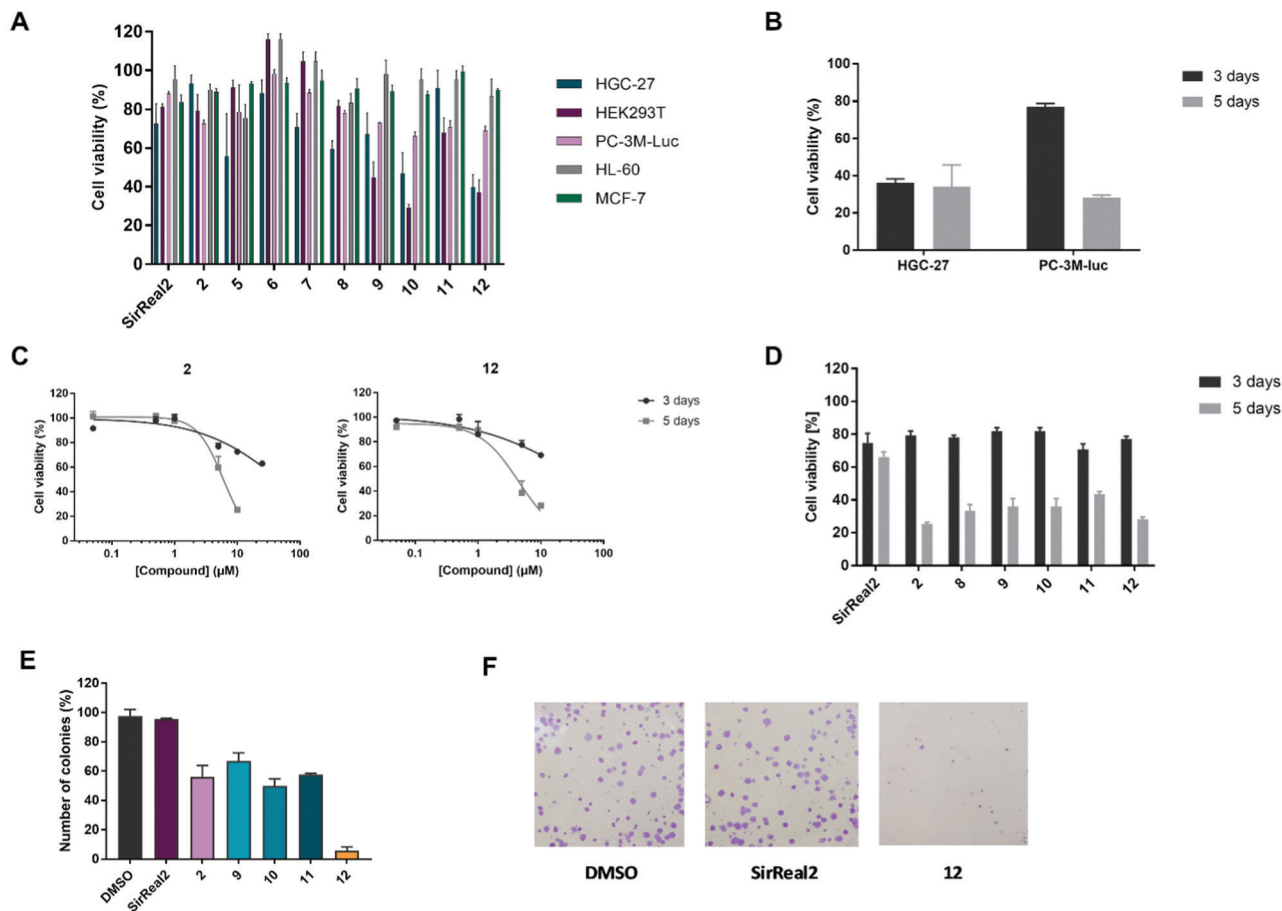 A
Cell viability (%)
120
100
80
60
40
20
0
SirReal2
2
5
6
7
8
9
10
11
12
HGC-27
HEK293T
PC-3M-Luc
HL-60
MCF-7
B
Cell viability (%)
80
60
40
20
0
100
HGC-27
PC-3M-luc
3 days
5 days
C
2
Cell viability (%)
120
100
80
60
40
20
0
0.1
1
10
100
[Compound] (μM)
12
Cell viability (%)
120
100
80
60
40
20
0
0.1
1
10
100
[Compound] (μM)
3 days
5 days
D
Cell viability [%]
120
100
80
60
40
20
0
SirReal2
2
8
9
10
11
12
3 days
5 days
E
Number of colonies (%)
120
100
80
60
40
20
0
DMSO
SirReal2
2
9
10
11
12
F
DMSO
SirReal2
12